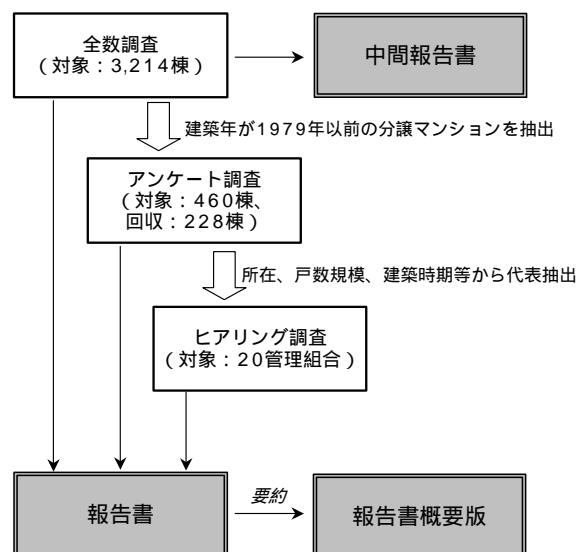 全数調査
（対象：3,214棟）
中間報告書
建築年が1979年以前の分譲マンションを抽出
アンケート調査
（対象：460棟、
回収：228棟）
所在、戸数規模、建築時期等から代表抽出
ヒアリング調査
（対象：20管理組合）
報告書
要約
報告書概要版